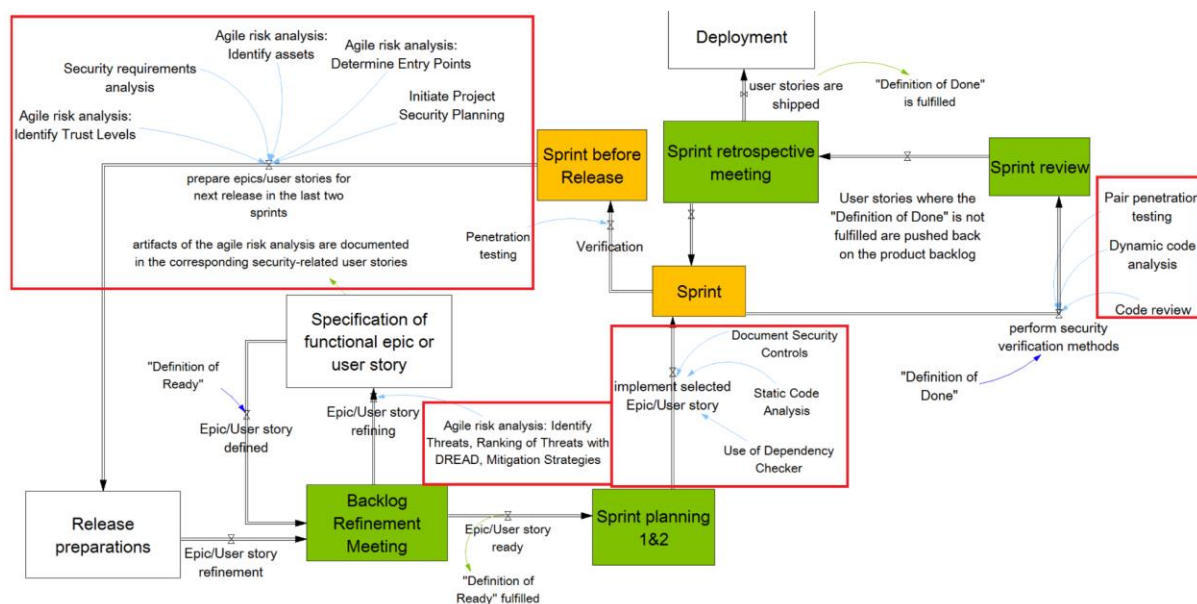 Agile risk analysis:
Identify assets
Agile risk analysis:
Determine Entry Points
Security requirements
analysis
Initiate Project
Security Planning
Agile risk analysis:
Identify Trust Levels
prepare epics/user stories for
next release in the last two
sprints
artifacts of the agile risk analysis are documented
in the corresponding security-related user stories
Deployment
user stories are
shipped
"Definition of Done"
is fulfilled
Sprint before
Release
Sprint retrospective
meeting
Sprint review
User stories where the
"Definition of Done" is not
fulfilled are pushed back
on the product backlog
Pair penetration
testing
Dynamic code
analysis
Code review
Penetration
testing
Verification
Sprint
perform security
verification methods
"Definition of
Done"
Specification of
functional epic or
user story
"Definition of
Ready"
Epic/User story
defined
Epic/User story
refining
Agile risk analysis: Identify
Threats, Ranking of Threats with
DREAD, Mitigation Strategies
Document Security
Controls
implement selected
Epic/User story
Static Code
Analysis
Use of Dependency
Checker
Release
preparations
Epic/User story
refinement
Backlog
Refinement
Meeting
Epic/User story
ready
"Definition of
Ready" fulfilled
Sprint planning
1&2